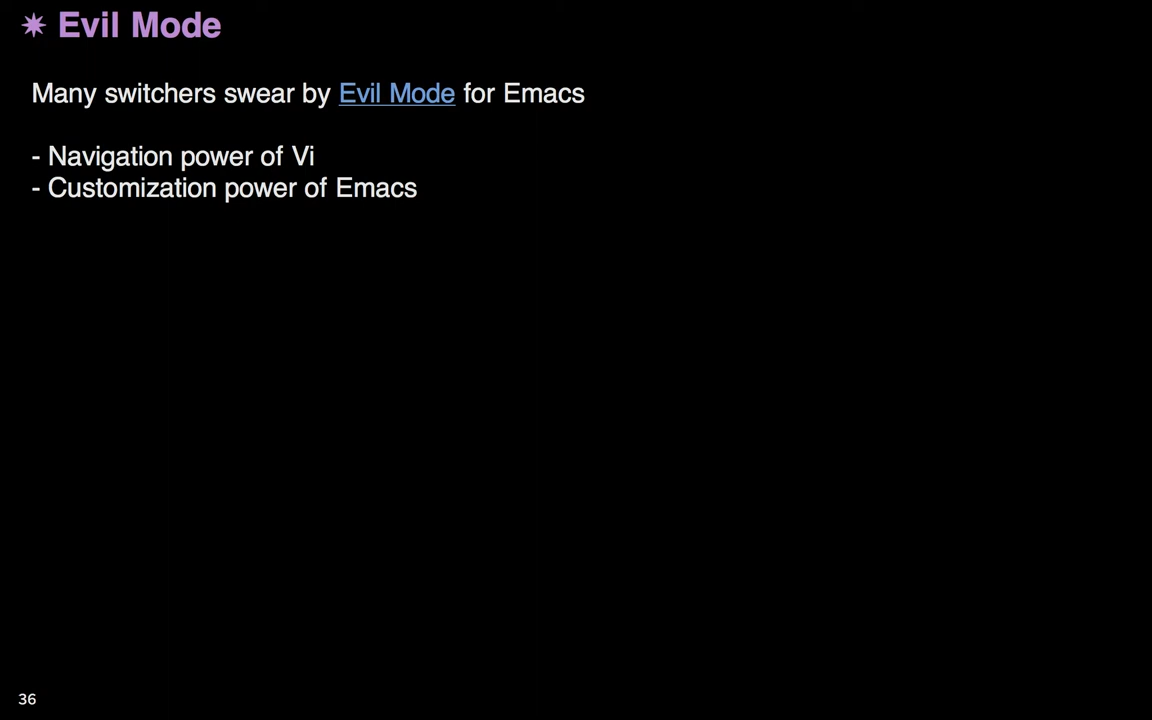 ✷ Evil Mode
Many switchers swear by Evil Mode for Emacs
- Navigation power of Vi
- Customization power of Emacs
36